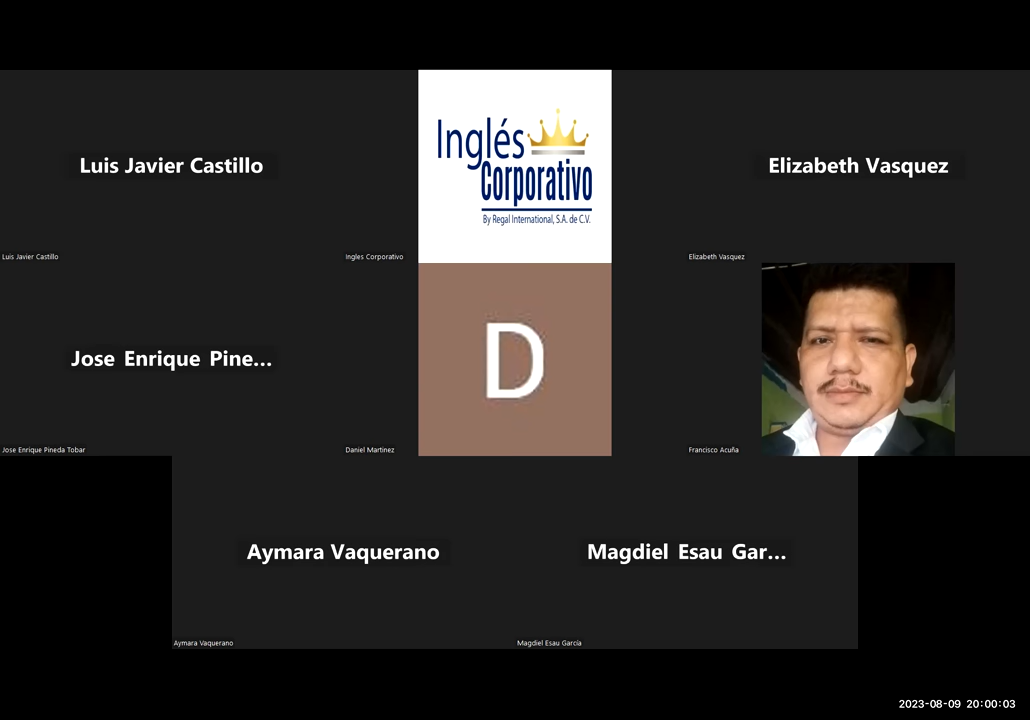 Luis Javier Castillo
Luis Javier Castillo
Inglés
Corporativo
By Regal International, S.A. de C.V.
Ingles Corporativo
Elizabeth Vasquez
Elizabeth Vasquez
Jose Enrique Pine...
Jose Enrique Pineda Tobar
D
Daniel Martinez
Francisco Acuña
Aymara Vaquerano
Aymara Vaquerano
Magdiel Esau Gar...
Magdiel Esau García
2023-08-09 20:00:03